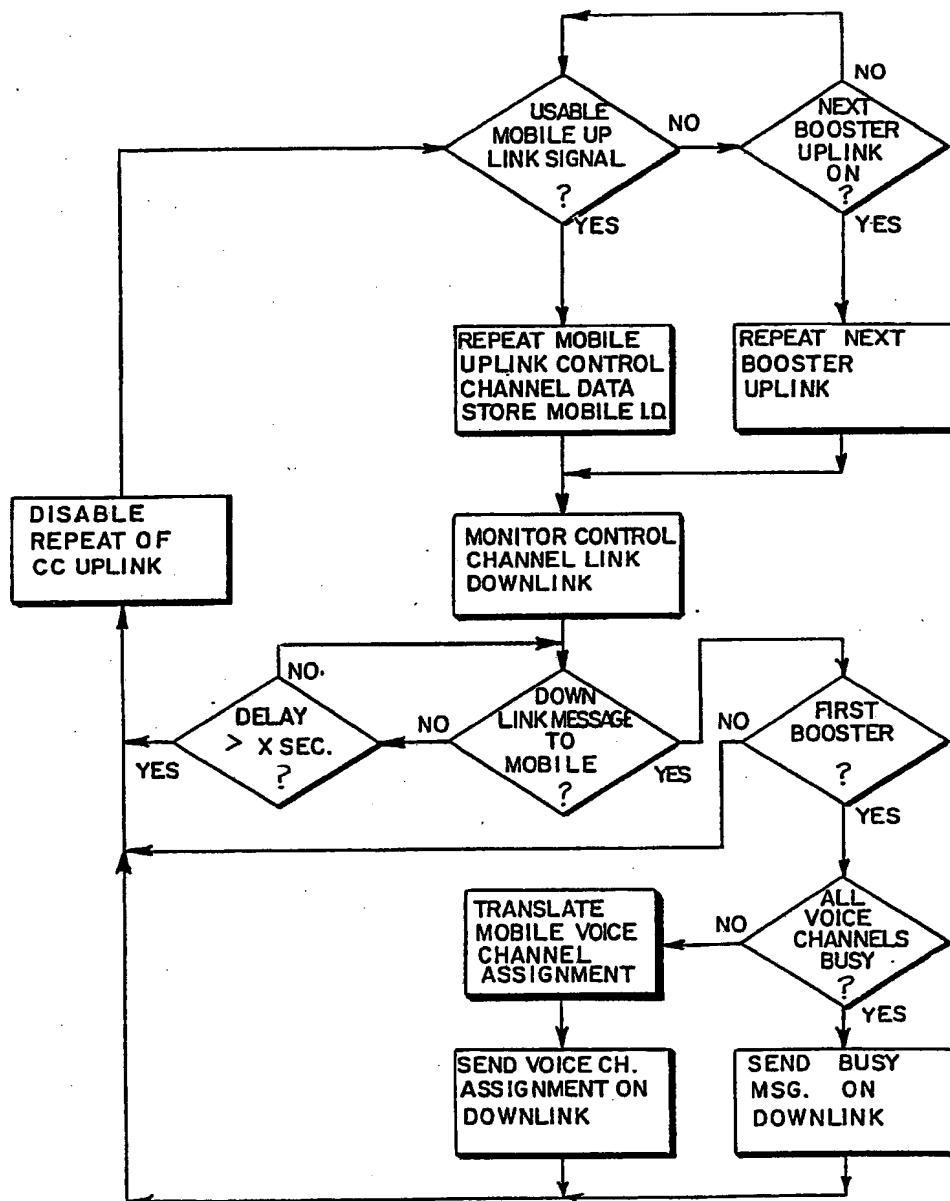 NO
USABLE
MOBILE UP
LINK SIGNAL
?
NO
YES
NEXT
BOOSTER
UPLINK
ON
?
YES
REPEAT MOBILE
UPLINK CONTROL
CHANNEL DATA
STORE MOBILE I.D.
REPEAT NEXT
BOOSTER
UPLINK
DISABLE
REPEAT OF
CC UPLINK
MONITOR CONTROL
CHANNEL LINK
DOWNLINK
NO.
DELAY
> X SEC.
?
YES
NO
DOWN
LINK MESSAGE
TO
MOBILE
?
YES
NO
FIRST
BOOSTER
?
YES
TRANSLATE
MOBILE VOICE
CHANNEL
ASSIGNMENT
NO
ALL
VOICE
CHANNELS
BUSY
?
YES
SEND VOICE CH.
ASSIGNMENT ON
DOWNLINK
SEND BUSY
MSG. ON
DOWNLINK